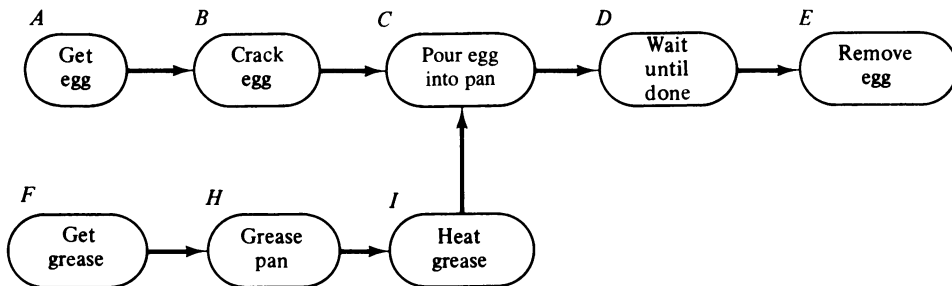 A
Get
egg
B
Crack
egg
C
Pour egg
into pan
D
Wait
until
done
E
Remove
egg
F
Get
grease
H
Grease
pan
I
Heat
grease